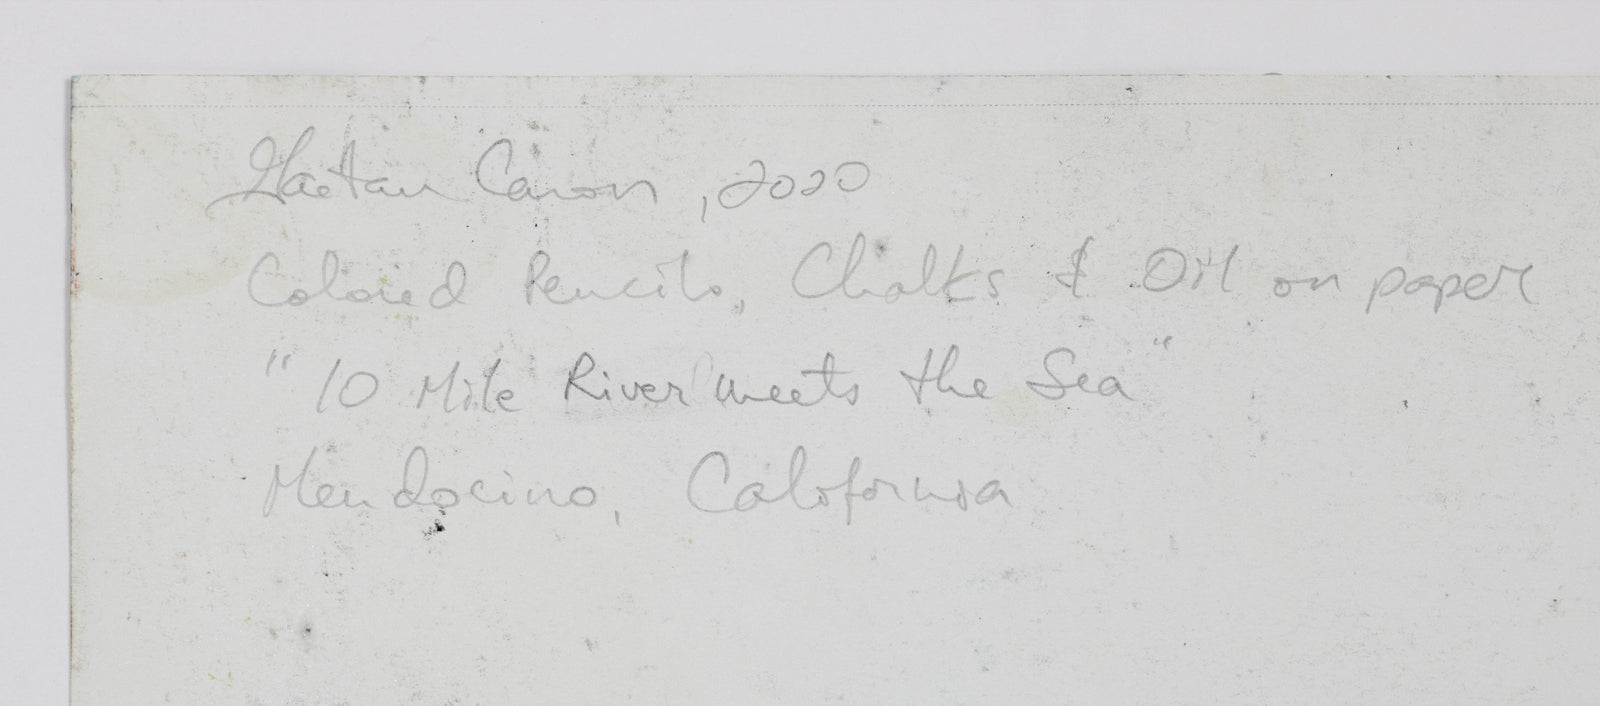 Gaetan Caron, 2020
Colored Pencils, Chalks & Oil on paper
"10 Mile River meets the Sea"
Mendocino, California